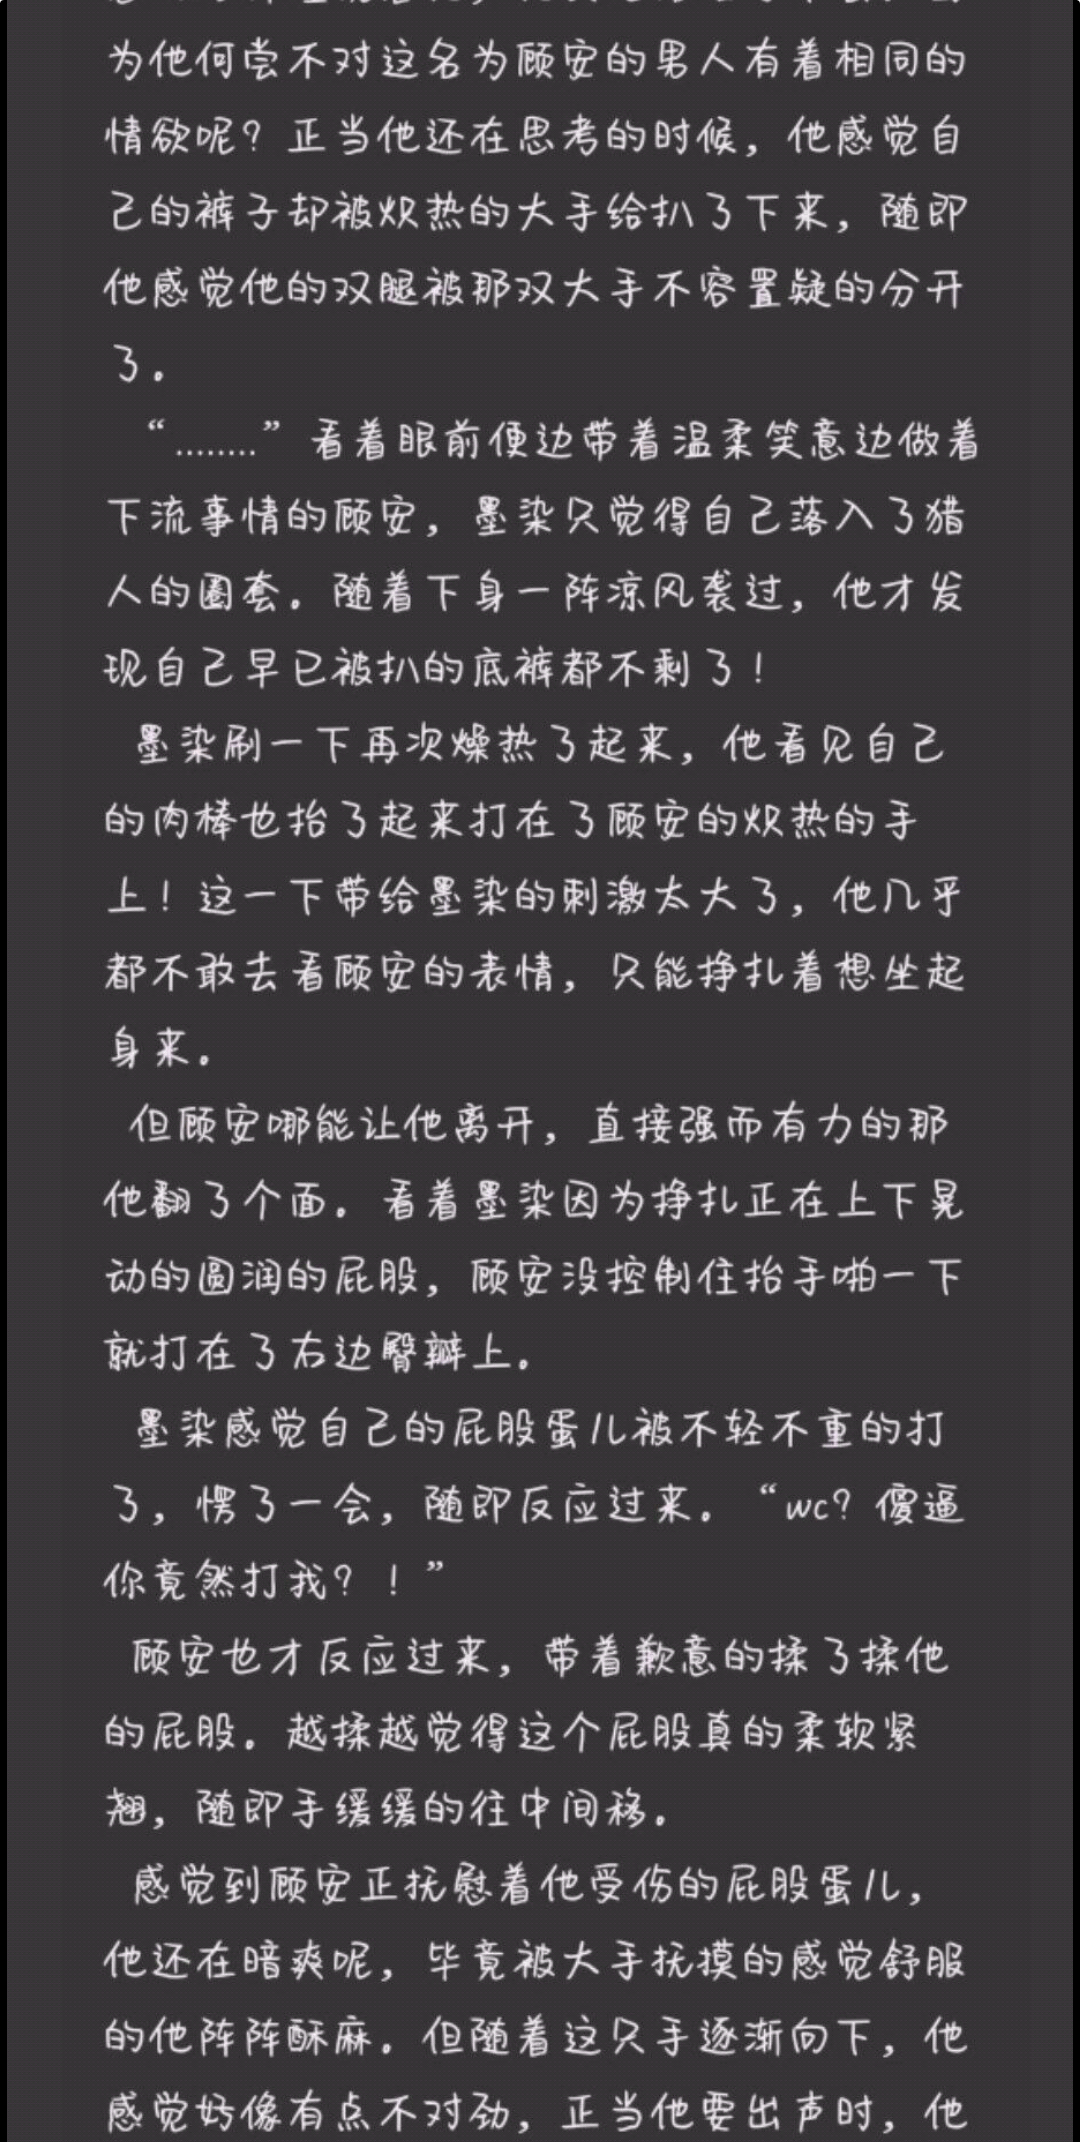 为他何尝不对这名为顾安的男人有着相同的
情欲呢？正当他还在思考的时候，他感觉自
己的裤子却被炽热的大手给扒了下来，随即
他感觉他的双腿被那双大手不容置疑的分开
了。
“........”看着眼前便边带着温柔笑意边做着
下流事情的顾安，墨染只觉得自己落入了猎
人的圈套。随着下身一阵凉风袭过，他才发
现自己早已被扒的底裤都不剩了！
墨染刷一下再次燥热了起来，他看见自己
的肉棒也抬了起来打在了顾安的炽热的手
上！这一下带给墨染的刺激太大了，他几乎
都不敢去看顾安的表情，只能挣扎着想坐起
身来。
但顾安哪能让他离开，直接强而有力的那
他翻了个面。看着墨染因为挣扎正在上下晃
动的圆润的屁股，顾安没控制住抬手啪一下
就打在了右边臀瓣上。
墨染感觉自己的屁股蛋儿被不轻不重的打
了，愣了一会，随即反应过来。“wc？傻逼
你竟然打我？！”
顾安也才反应过来，带着歉意的揉了揉他
的屁股。越揉越觉得这个屁股真的柔软紧
翘，随即手缓缓的往中间移。
感觉到顾安正抚慰着他受伤的屁股蛋儿，
他还在暗爽呢，毕竟被大手抚摸的感觉舒服
的他阵阵酥麻。但随着这只手逐渐向下，他
感觉好像有点不对劲，正当他要出声时，他